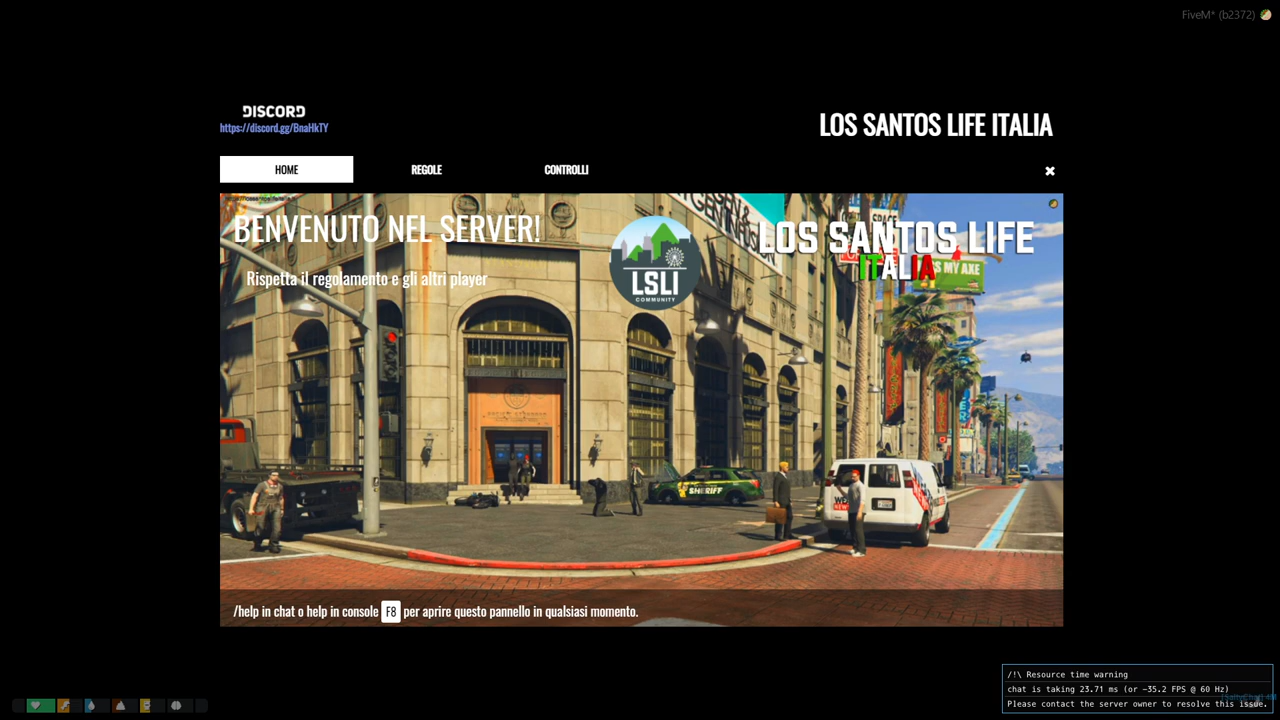 FiveM* (b2372)
DISCORD
https://discord.gg/BnaHkTY
LOS SANTOS LIFE ITALIA
HOME
REGOLE
CONTROLLI
BENVENUTO NEL SERVER!
Rispetta il regolamento e gli altri player
LSLI
COMMUNITY
LOS SANTOS LIFE
ITALIA
S MY AXE
SHERIFF
/help in chat o help in console F8 per aprire questo pannello in qualsiasi momento.
/!\ Resource time warning
chat is taking 23.71 ms (or -35.2 FPS @ 60 Hz)
Please contact the server owner to resolve this issue.